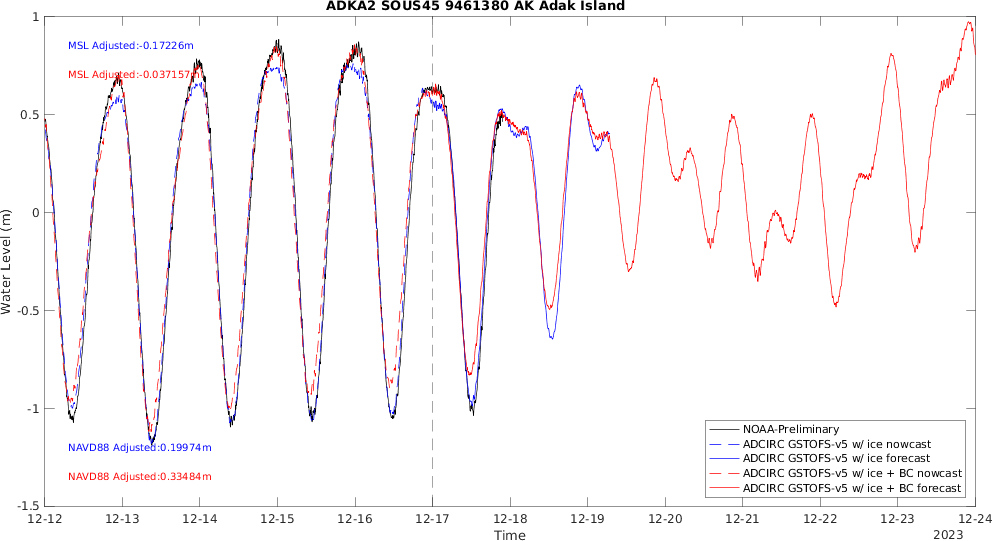 ADKA2 SOUS45 9461380 AK Adak Island
MSL Adjusted:-0.17226m
MSL Adjusted:-0.037157m
NAVD88 Adjusted:0.19974m
NAVD88 Adjusted:0.33484m
Water Level (m)
1
0.5
0
-0.5
-1
-1.5
12-12 12-13 12-14 12-15 12-16 12-17 12-18 12-19 12-20 12-21 12-22 12-23 12-24
Time
2023
NOAA-Preliminary
ADCIRC GSTOFS-v5 w/ ice nowcast
ADCIRC GSTOFS-v5 w/ ice forecast
ADCIRC GSTOFS-v5 w/ ice + BC nowcast
ADCIRC GSTOFS-v5 w/ ice + BC forecast